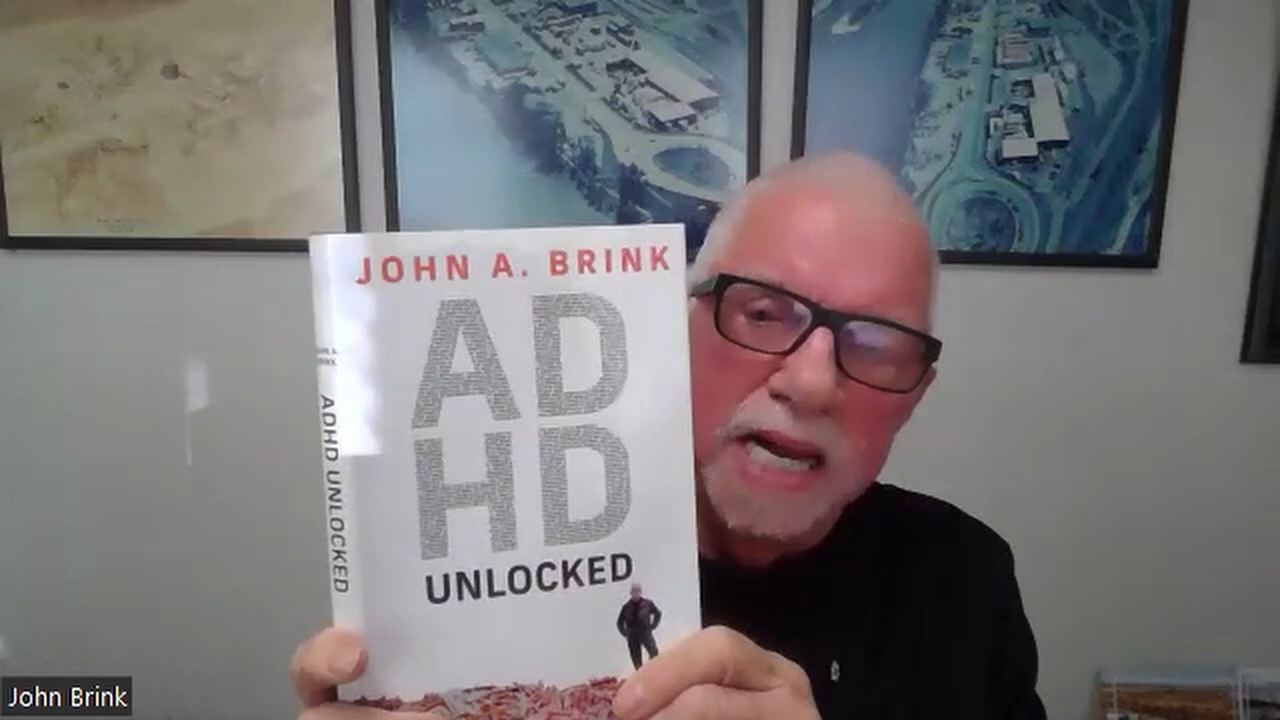 JOHN A. BRINK
AD
HD
UNLOCKED
ADHD UNLOCKED
John Brink